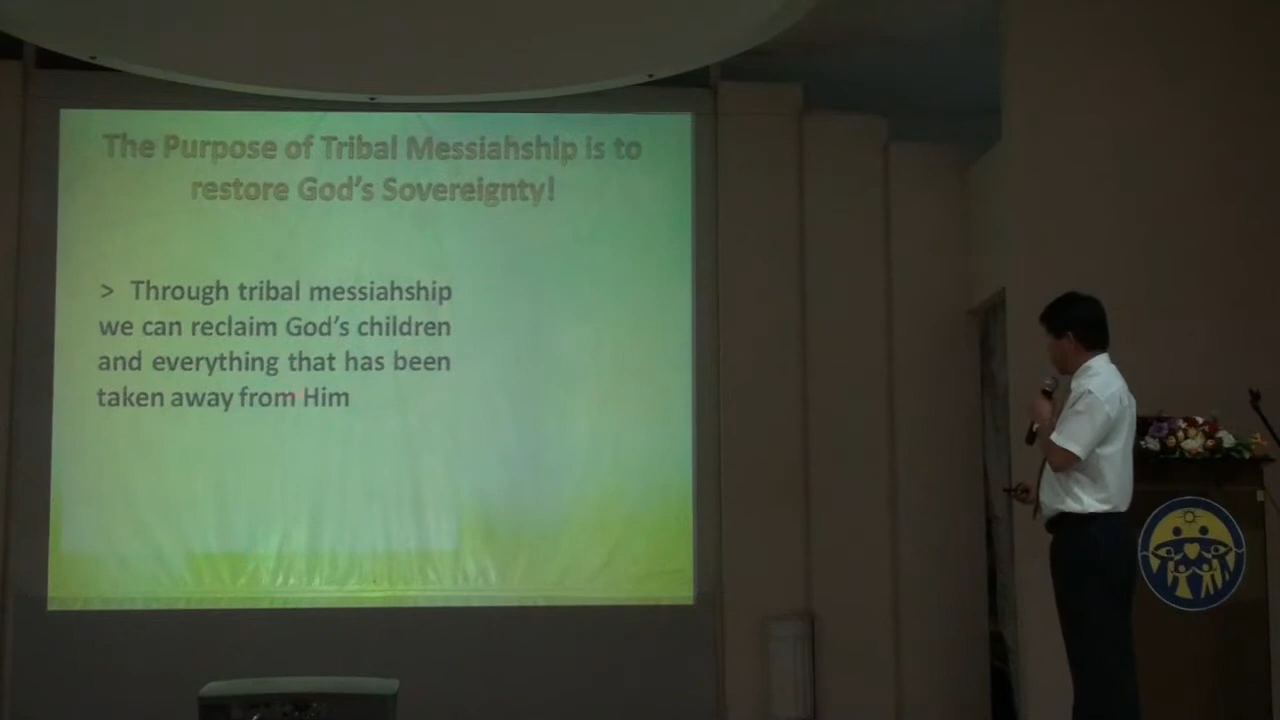 The Purpose of Tribal Messiahship is to
restore God's Sovereignty!
> Through tribal messiahship
we can reclaim God's children
and everything that has been
taken away from Him